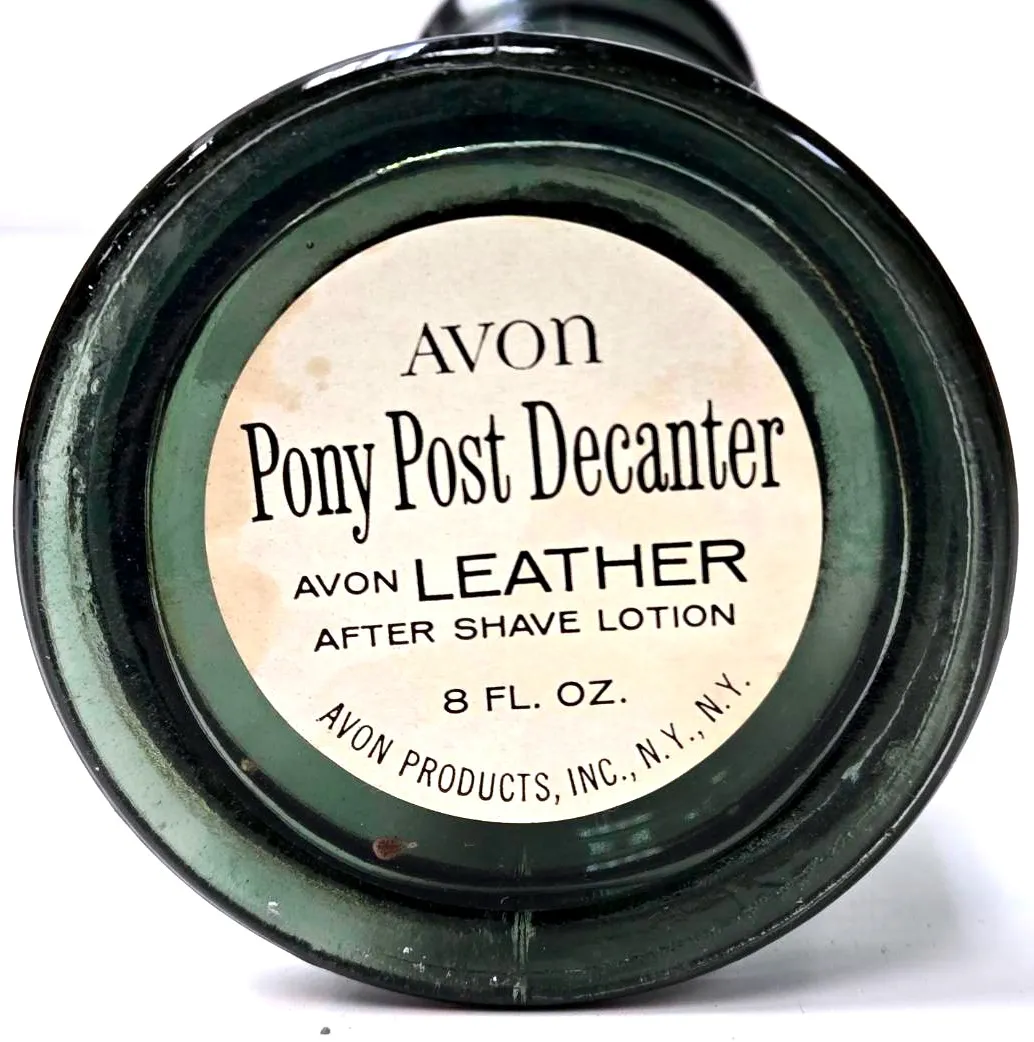 AVON
Pony Post Decanter
AVON LEATHER
AFTER SHAVE LOTION
8 FL. OZ.
AVON PRODUCTS, INC., N.Y., N.Y.